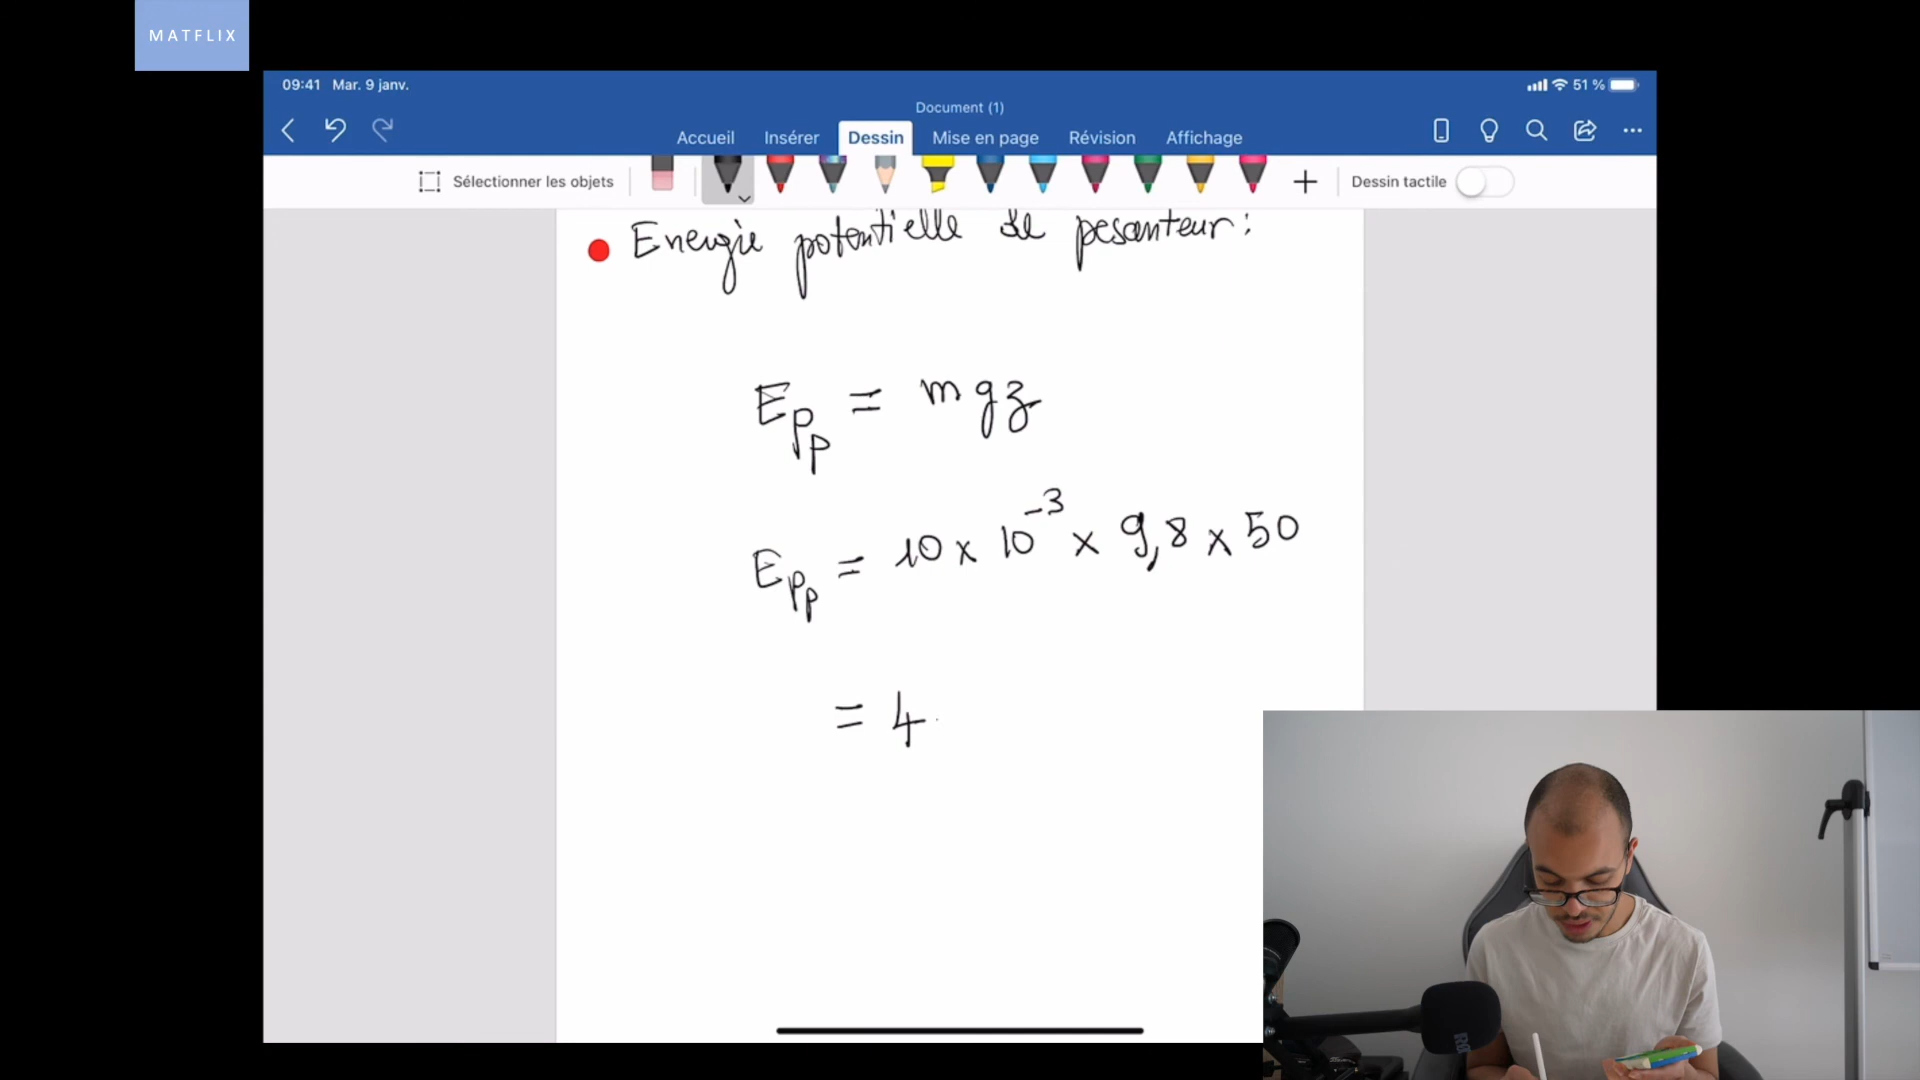 MATFLIX
09:41 Mar. 9 janv.
51 %
Document (1)
Accueil Insérer Dessin Mise en page Révision Affichage
Sélectionner les objets
Dessin tactile
Energie potentielle de pesanteur :
Epp = mgz
Epp = 10 x 10^-3 x 9,8 x 50
= 4
RØ